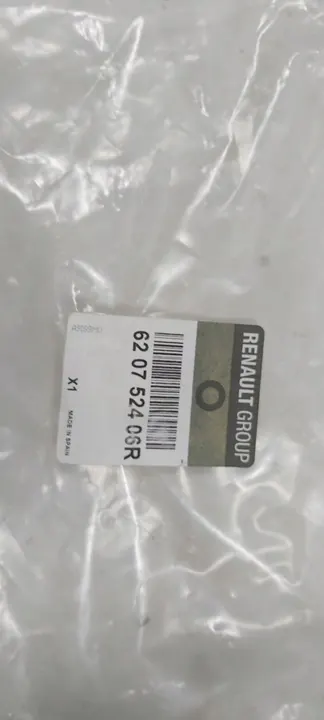 RENAULT GROUP
62 07 524 06R
X1
MADE IN SPAIN